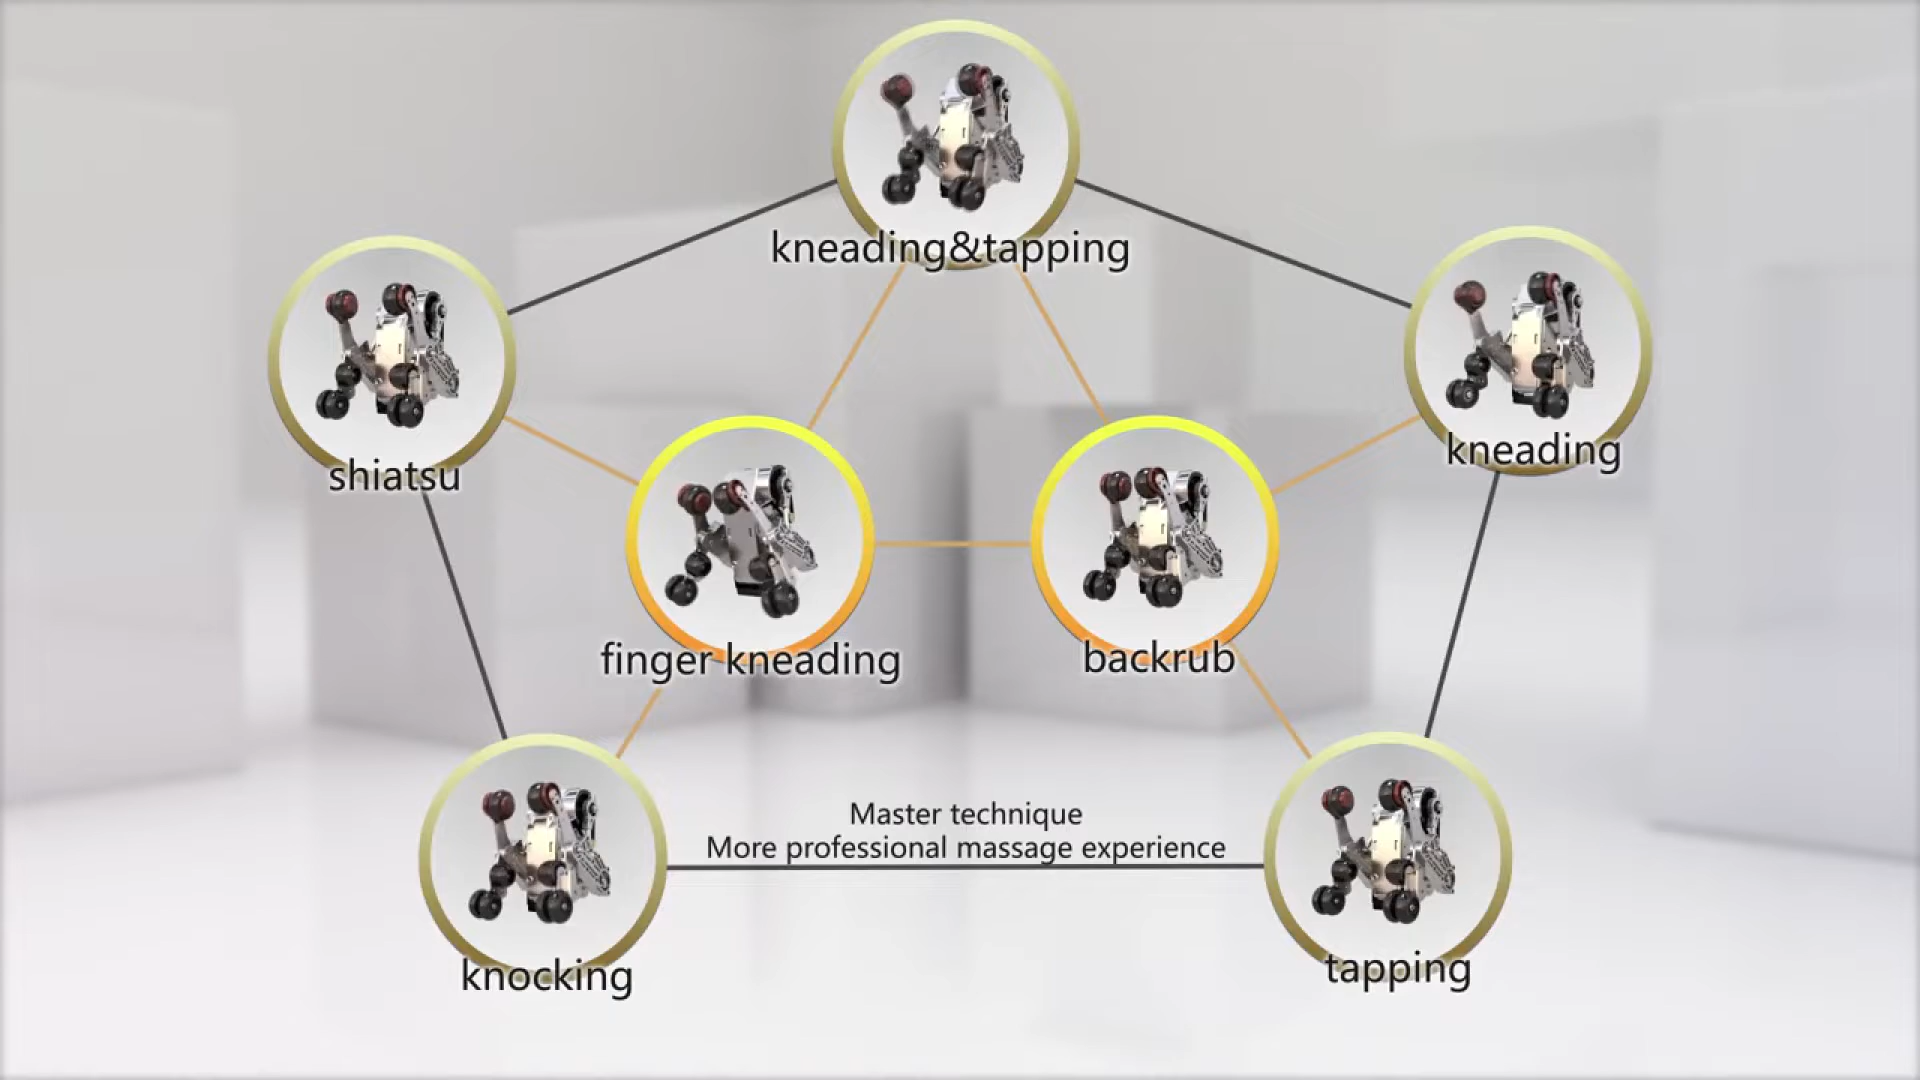 kneading&tapping
shiatsu
kneading
finger kneading
backrub
Master technique
More professional massage experience
knocking
tapping